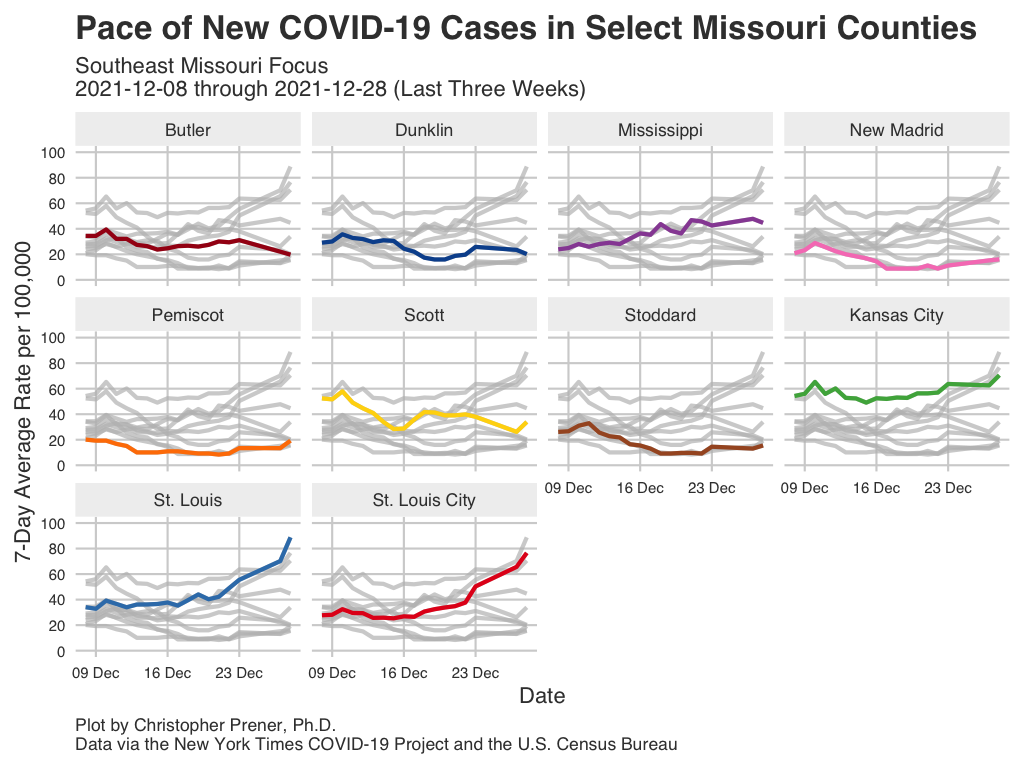 Pace of New COVID-19 Cases in Select Missouri Counties
Southeast Missouri Focus
2021-12-08 through 2021-12-28 (Last Three Weeks)
Butler
Dunklin
Mississippi
New Madrid
100
80
60
40
20
0
Pemiscot
Scott
Stoddard
Kansas City
100
80
60
40
20
0
09 Dec
16 Dec
23 Dec
09 Dec
16 Dec
23 Dec
St. Louis
St. Louis City
100
80
60
40
20
0
09 Dec
16 Dec
23 Dec
09 Dec
16 Dec
23 Dec
7-Day Average Rate per 100,000
Date
Plot by Christopher Prener, Ph.D.
Data via the New York Times COVID-19 Project and the U.S. Census Bureau